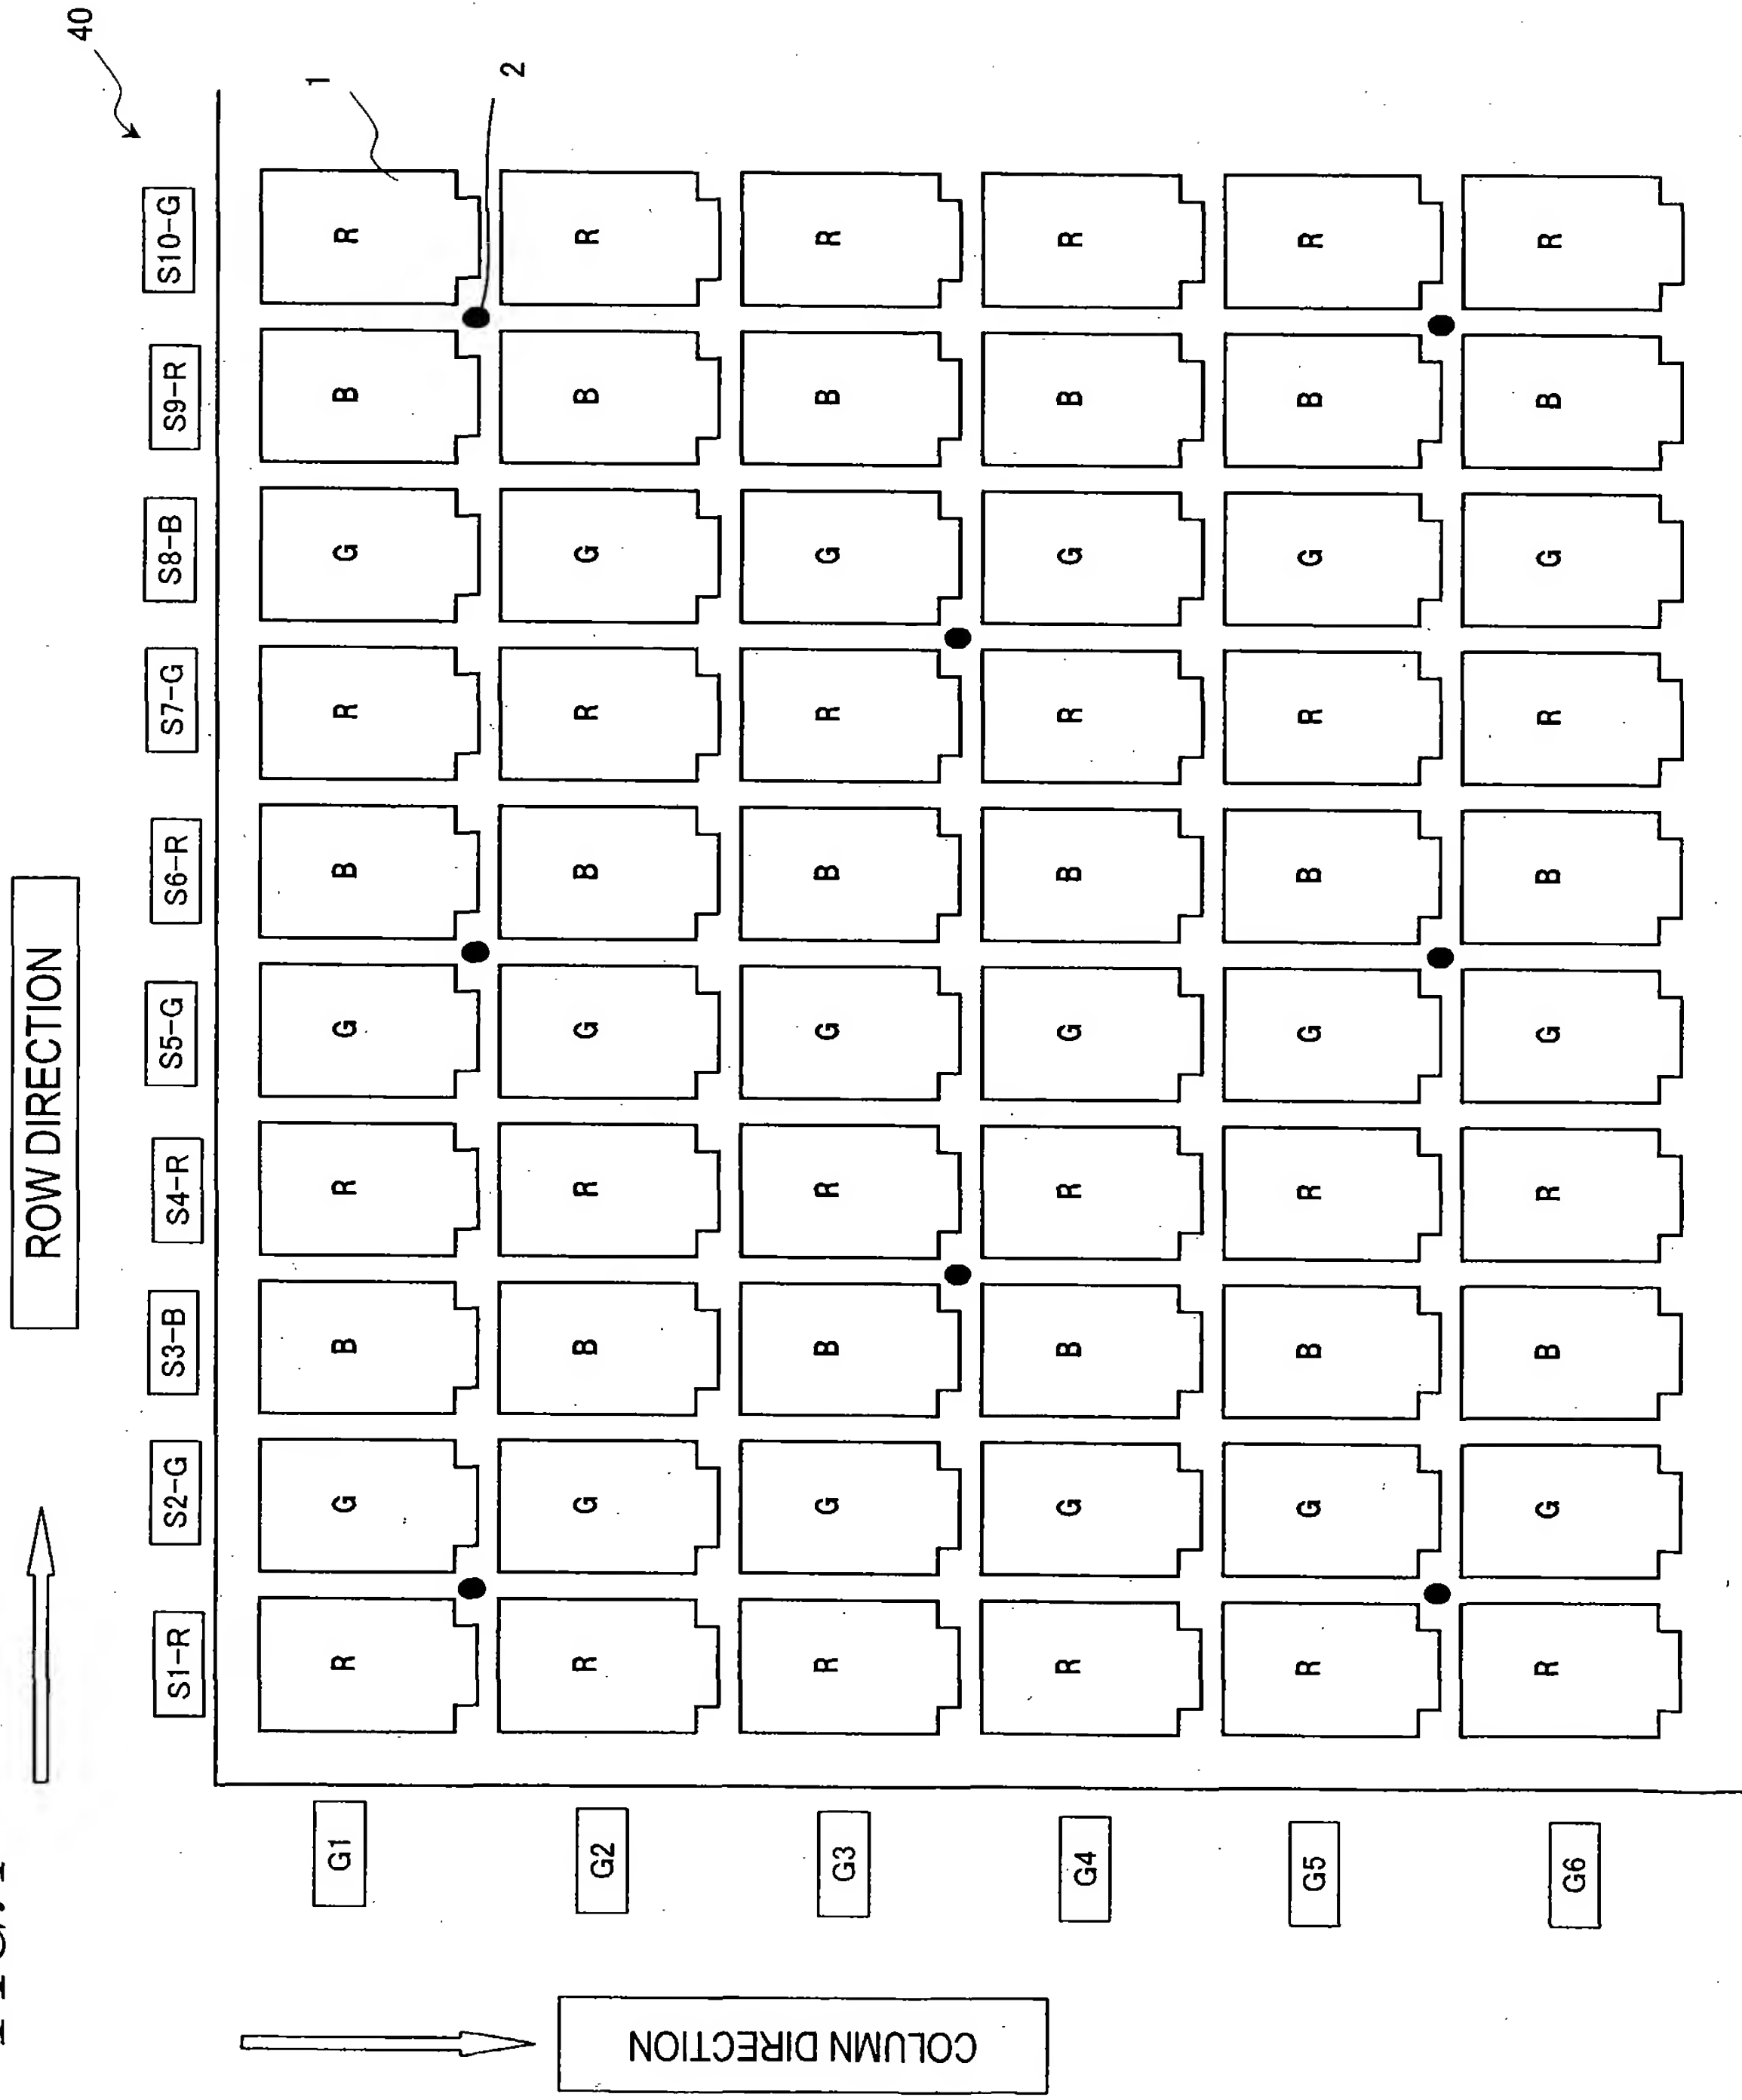 ROW DIRECTION
40
S1-R S2-G S3-B S4-R S5-G S6-R S7-G S8-B S9-R S10-G
1
G1 R G B R G B R G B R
2
G2 R G B R G B R G B R
COLUMN DIRECTION
G3 R G B R G B R G B R
G4 R G B R G B R G B R
G5 R G B R G B R G B R
G6 R G B R G B R G B R